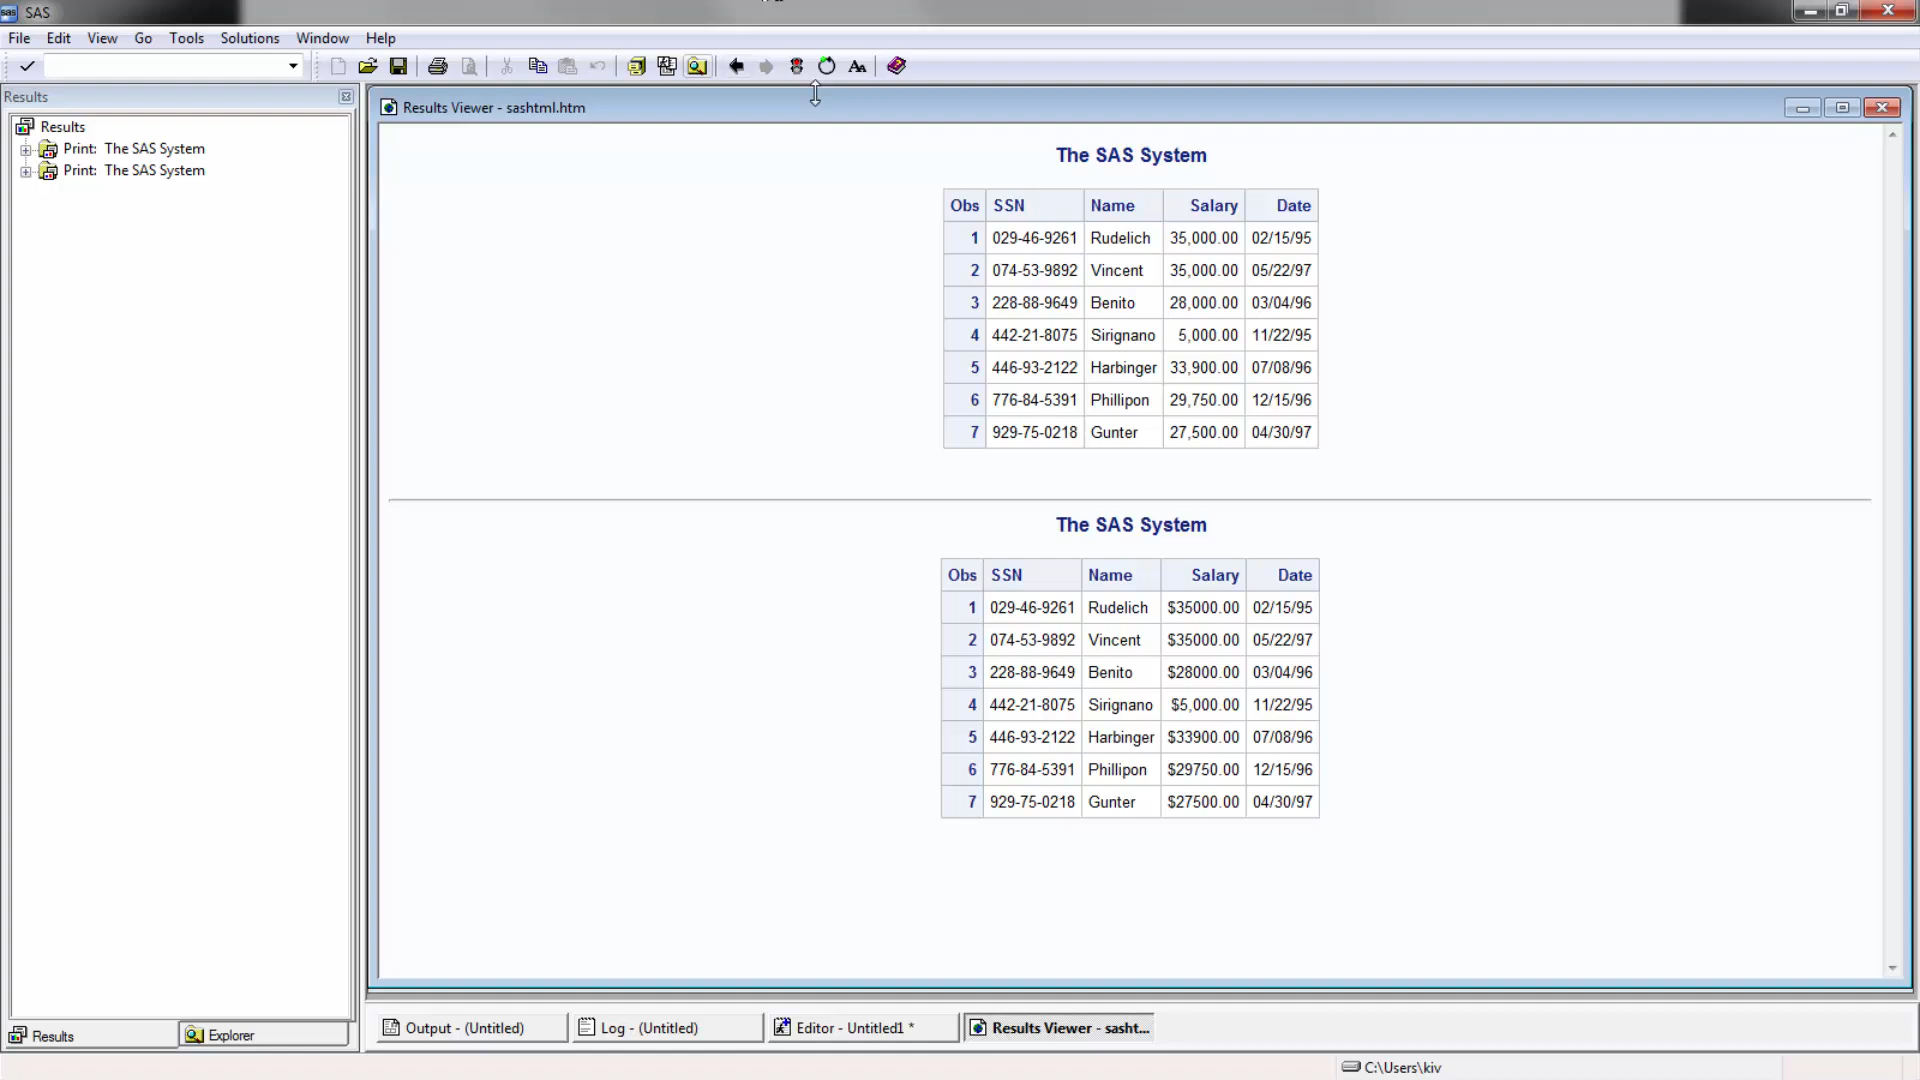 SAS
File Edit View Go Tools Solutions Window Help
Results
Results Viewer - sashtml.htm
Results
Print: The SAS System
Print: The SAS System
The SAS System
Obs SSN Name Salary Date
1 029-46-9261 Rudelich 35,000.00 02/15/95
2 074-53-9892 Vincent 35,000.00 05/22/97
3 228-88-9649 Benito 28,000.00 03/04/96
4 442-21-8075 Sirignano 5,000.00 11/22/95
5 446-93-2122 Harbinger 33,900.00 07/08/96
6 776-84-5391 Phillipon 29,750.00 12/15/96
7 929-75-0218 Gunter 27,500.00 04/30/97
The SAS System
Obs SSN Name Salary Date
1 029-46-9261 Rudelich $35000.00 02/15/95
2 074-53-9892 Vincent $35000.00 05/22/97
3 228-88-9649 Benito $28000.00 03/04/96
4 442-21-8075 Sirignano $5,000.00 11/22/95
5 446-93-2122 Harbinger $33900.00 07/08/96
6 776-84-5391 Phillipon $29750.00 12/15/96
7 929-75-0218 Gunter $27500.00 04/30/97
Results Explorer
Output - (Untitled) Log - (Untitled) Editor - Untitled1 * Results Viewer - sasht...
C:\Users\kiv